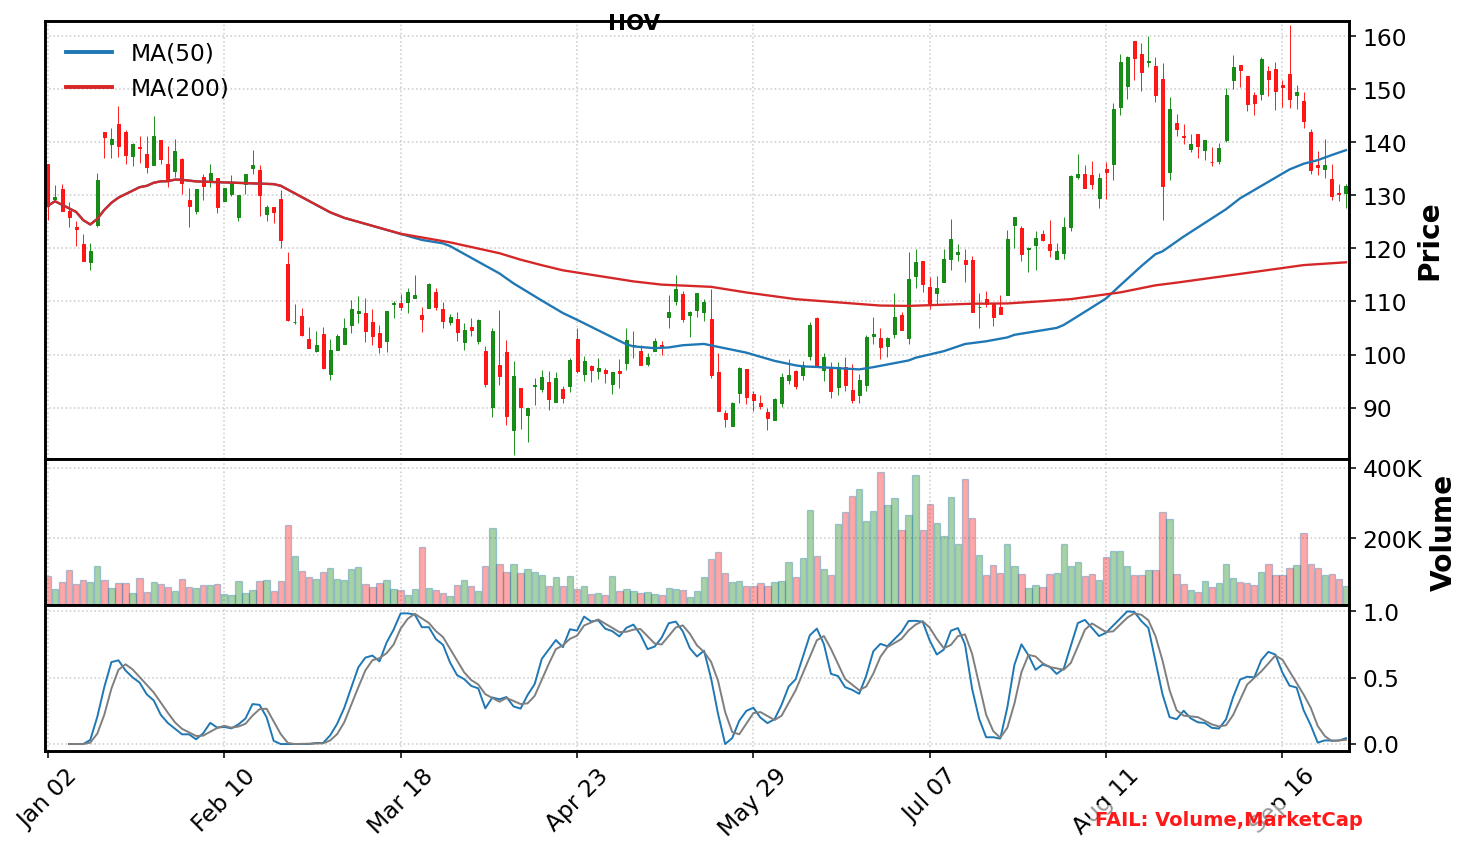 HOV
MA(50)
MA(200)
160
150
140
130
120
110
100
90
Price
400K
200K
Volume
1.0
0.5
0.0
Jan 02
Feb 10
Mar 18
Apr 23
May 29
Jul 07
Aug 11
Sep 16
FAIL: Volume,MarketCap